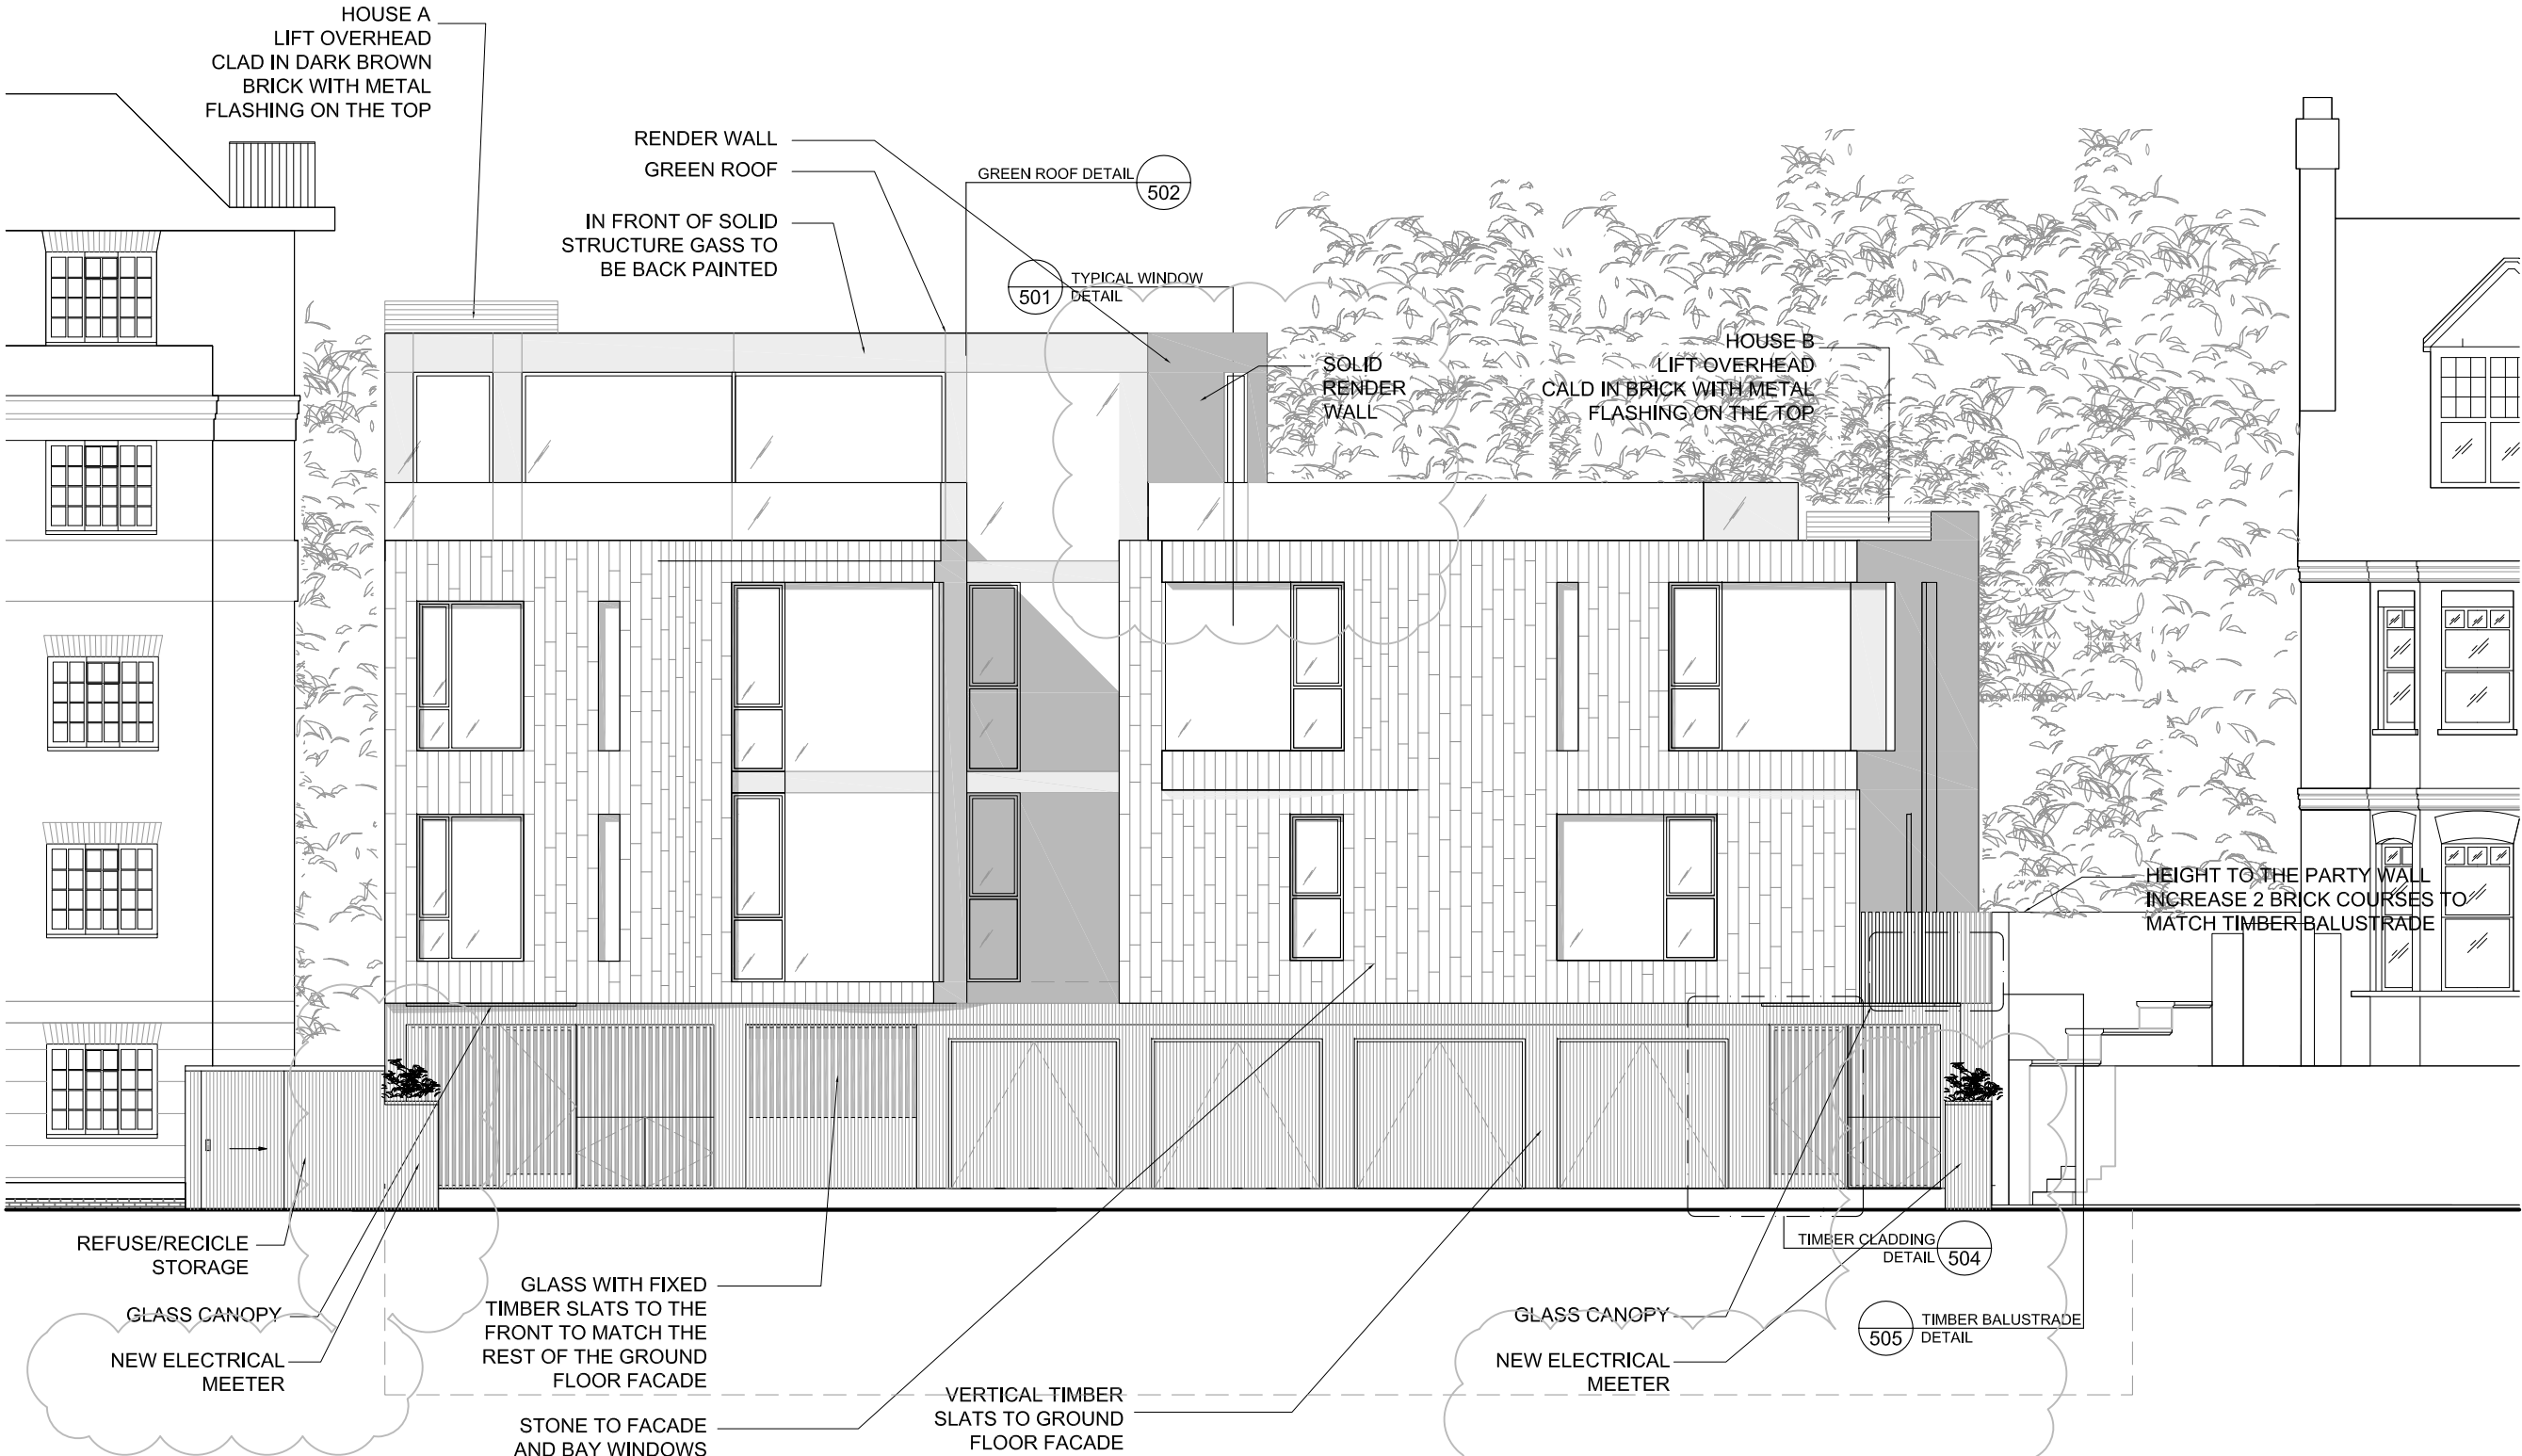 HOUSE A
LIFT OVERHEAD
CLAD IN DARK BROWN
BRICK WITH METAL
FLASHING ON THE TOP
RENDER WALL
GREEN ROOF
IN FRONT OF SOLID
STRUCTURE GASS TO
BE BACK PAINTED
GREEN ROOF DETAIL
502
501
TYPICAL WINDOW
DETAIL
SOLID
RENDER
WALL
HOUSE B
LIFT OVERHEAD
CALD IN BRICK WITH METAL
FLASHING ON THE TOP
HEIGHT TO THE PARTY WALL
INCREASE 2 BRICK COURSES TO
MATCH TIMBER BALUSTRADE
REFUSE/RECICLE
STORAGE
GLASS CANOPY
NEW ELECTRICAL
MEETER
GLASS WITH FIXED
TIMBER SLATS TO THE
FRONT TO MATCH THE
REST OF THE GROUND
FLOOR FACADE
STONE TO FACADE
AND BAY WINDOWS
VERTICAL TIMBER
SLATS TO GROUND
FLOOR FACADE
TIMBER CLADDING
DETAIL
504
GLASS CANOPY
NEW ELECTRICAL
MEETER
505
TIMBER BALUSTRADE
DETAIL